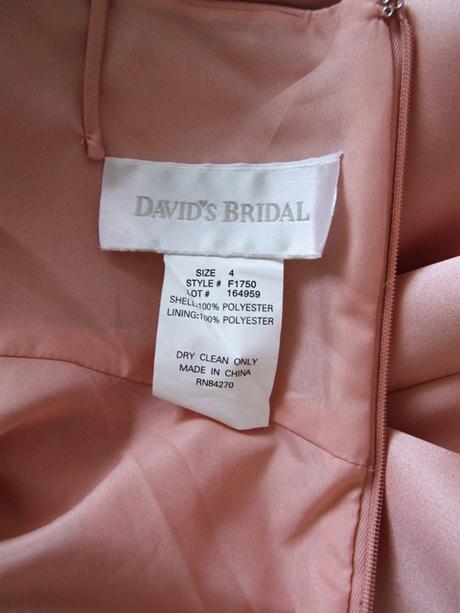 DAVID'S BRIDAL
SIZE 4
STYLE # F1750
LOT # 164959
SHELL:100% POLYESTER
LINING:100% POLYESTER
DRY CLEAN ONLY
MADE IN CHINA
RN84270